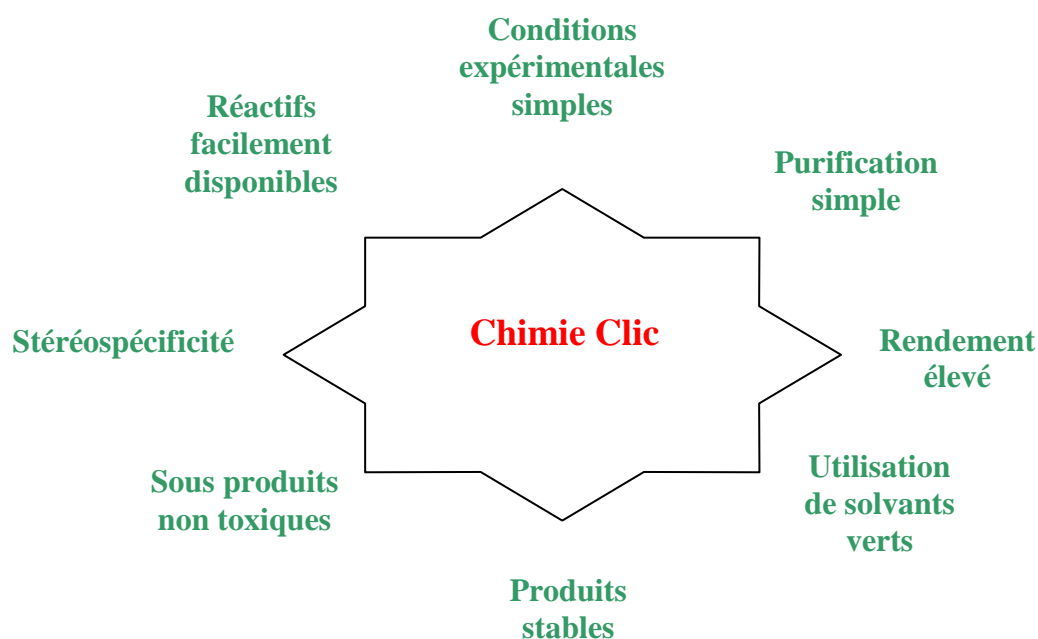 Conditions
expérimentales
simples
Réactifs
facilement
disponibles
Purification
simple
Chimie Clic
Stéréospécificité
Rendement
élevé
Sous produits
non toxiques
Utilisation
de solvants
verts
Produits
stables